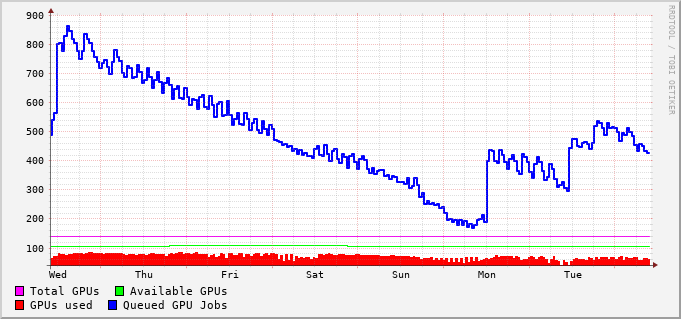 900
800
700
600
500
400
300
200
100
Wed Thu Fri Sat Sun Mon Tue
Total GPUs Available GPUs
GPUs used Queued GPU Jobs
RRDTOOL / TOBI OETIKER